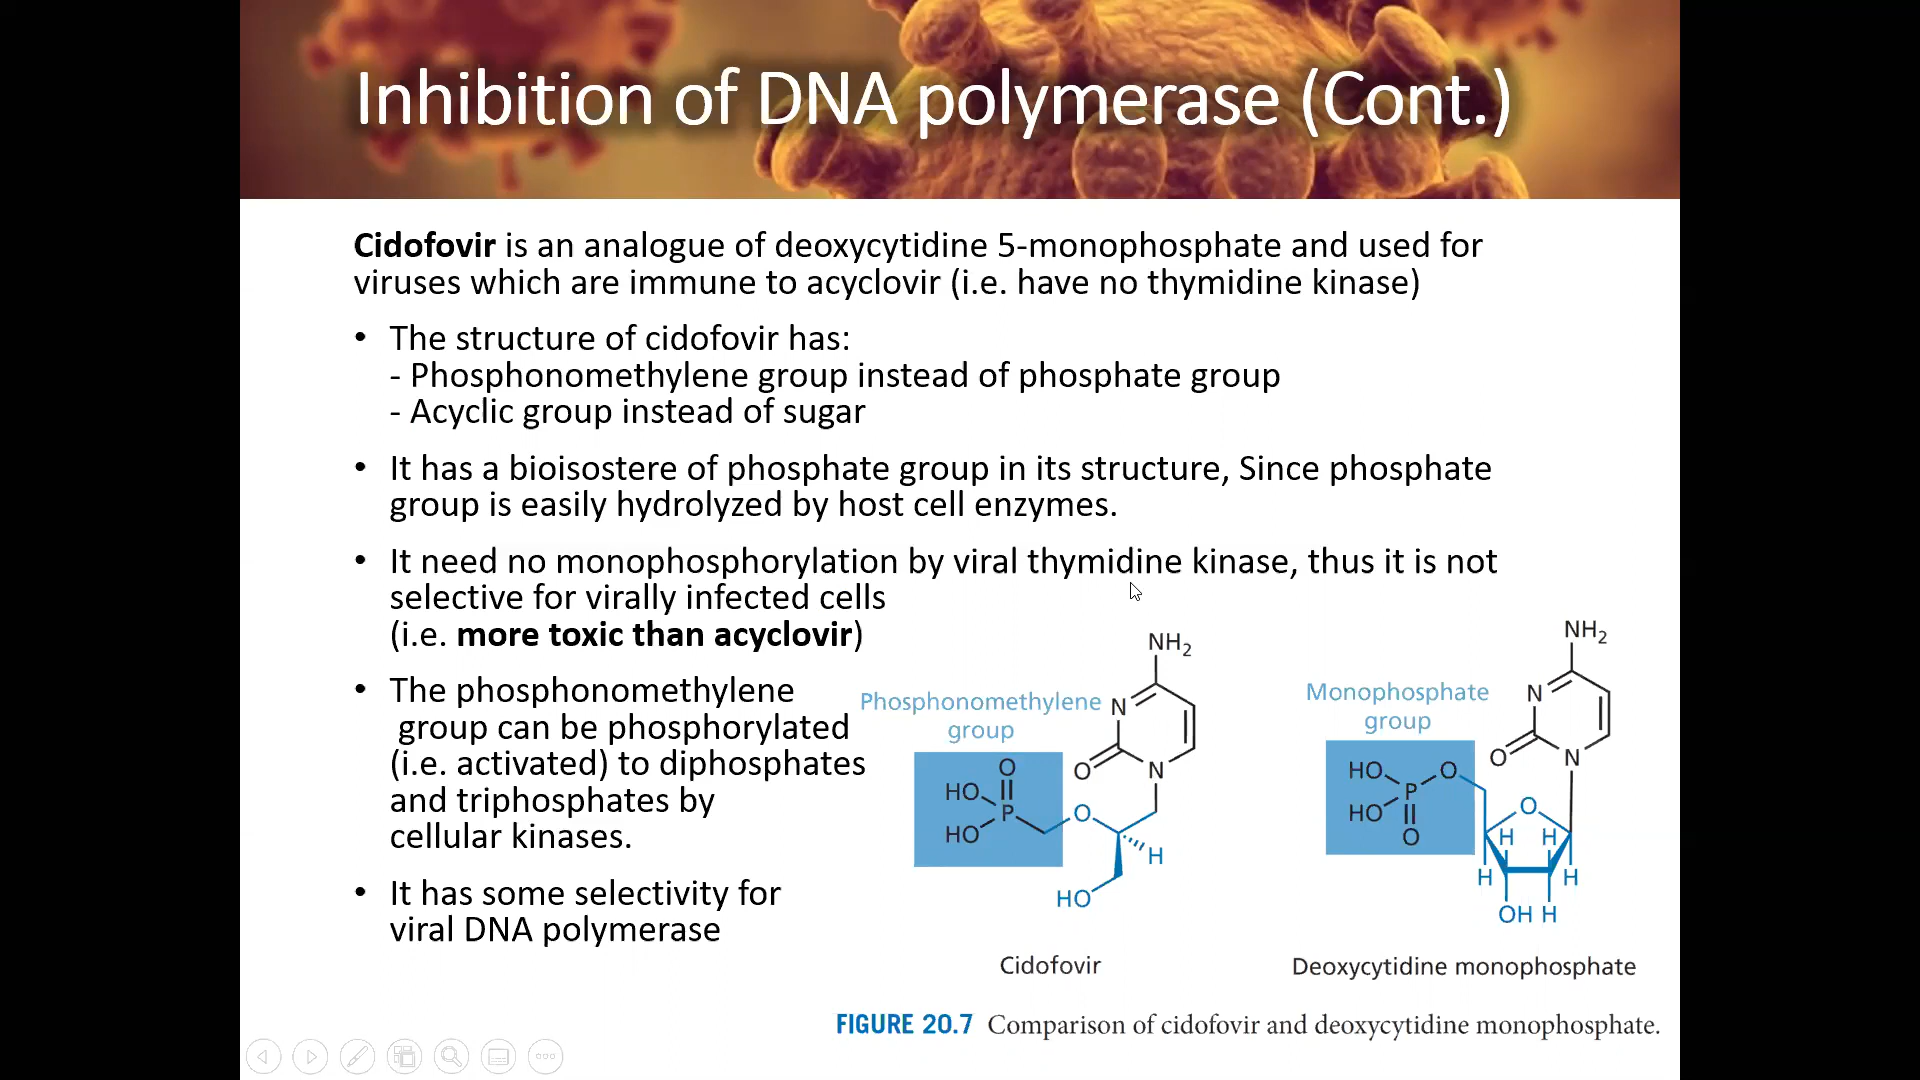 Inhibition of DNA polymerase (Cont.)
Cidofovir is an analogue of deoxycytidine 5-monophosphate and used for
viruses which are immune to acyclovir (i.e. have no thymidine kinase)
• The structure of cidofovir has:
- Phosphonomethylene group instead of phosphate group
- Acyclic group instead of sugar
• It has a bioisostere of phosphate group in its structure, Since phosphate
group is easily hydrolyzed by host cell enzymes.
• It need no monophosphorylation by viral thymidine kinase, thus it is not
selective for virally infected cells
(i.e. more toxic than acyclovir)
• The phosphonomethylene
group can be phosphorylated
(i.e. activated) to diphosphates
and triphosphates by
cellular kinases.
• It has some selectivity for
viral DNA polymerase
Phosphonomethylene
group
NH2
N
O
N
O
HO
P
HO
O
H
HO
Cidofovir
Monophosphate
group
NH2
N
O
N
HO
O
P
HO
O
O
H H
H H
OH H
Deoxycytidine monophosphate
FIGURE 20.7 Comparison of cidofovir and deoxycytidine monophosphate.